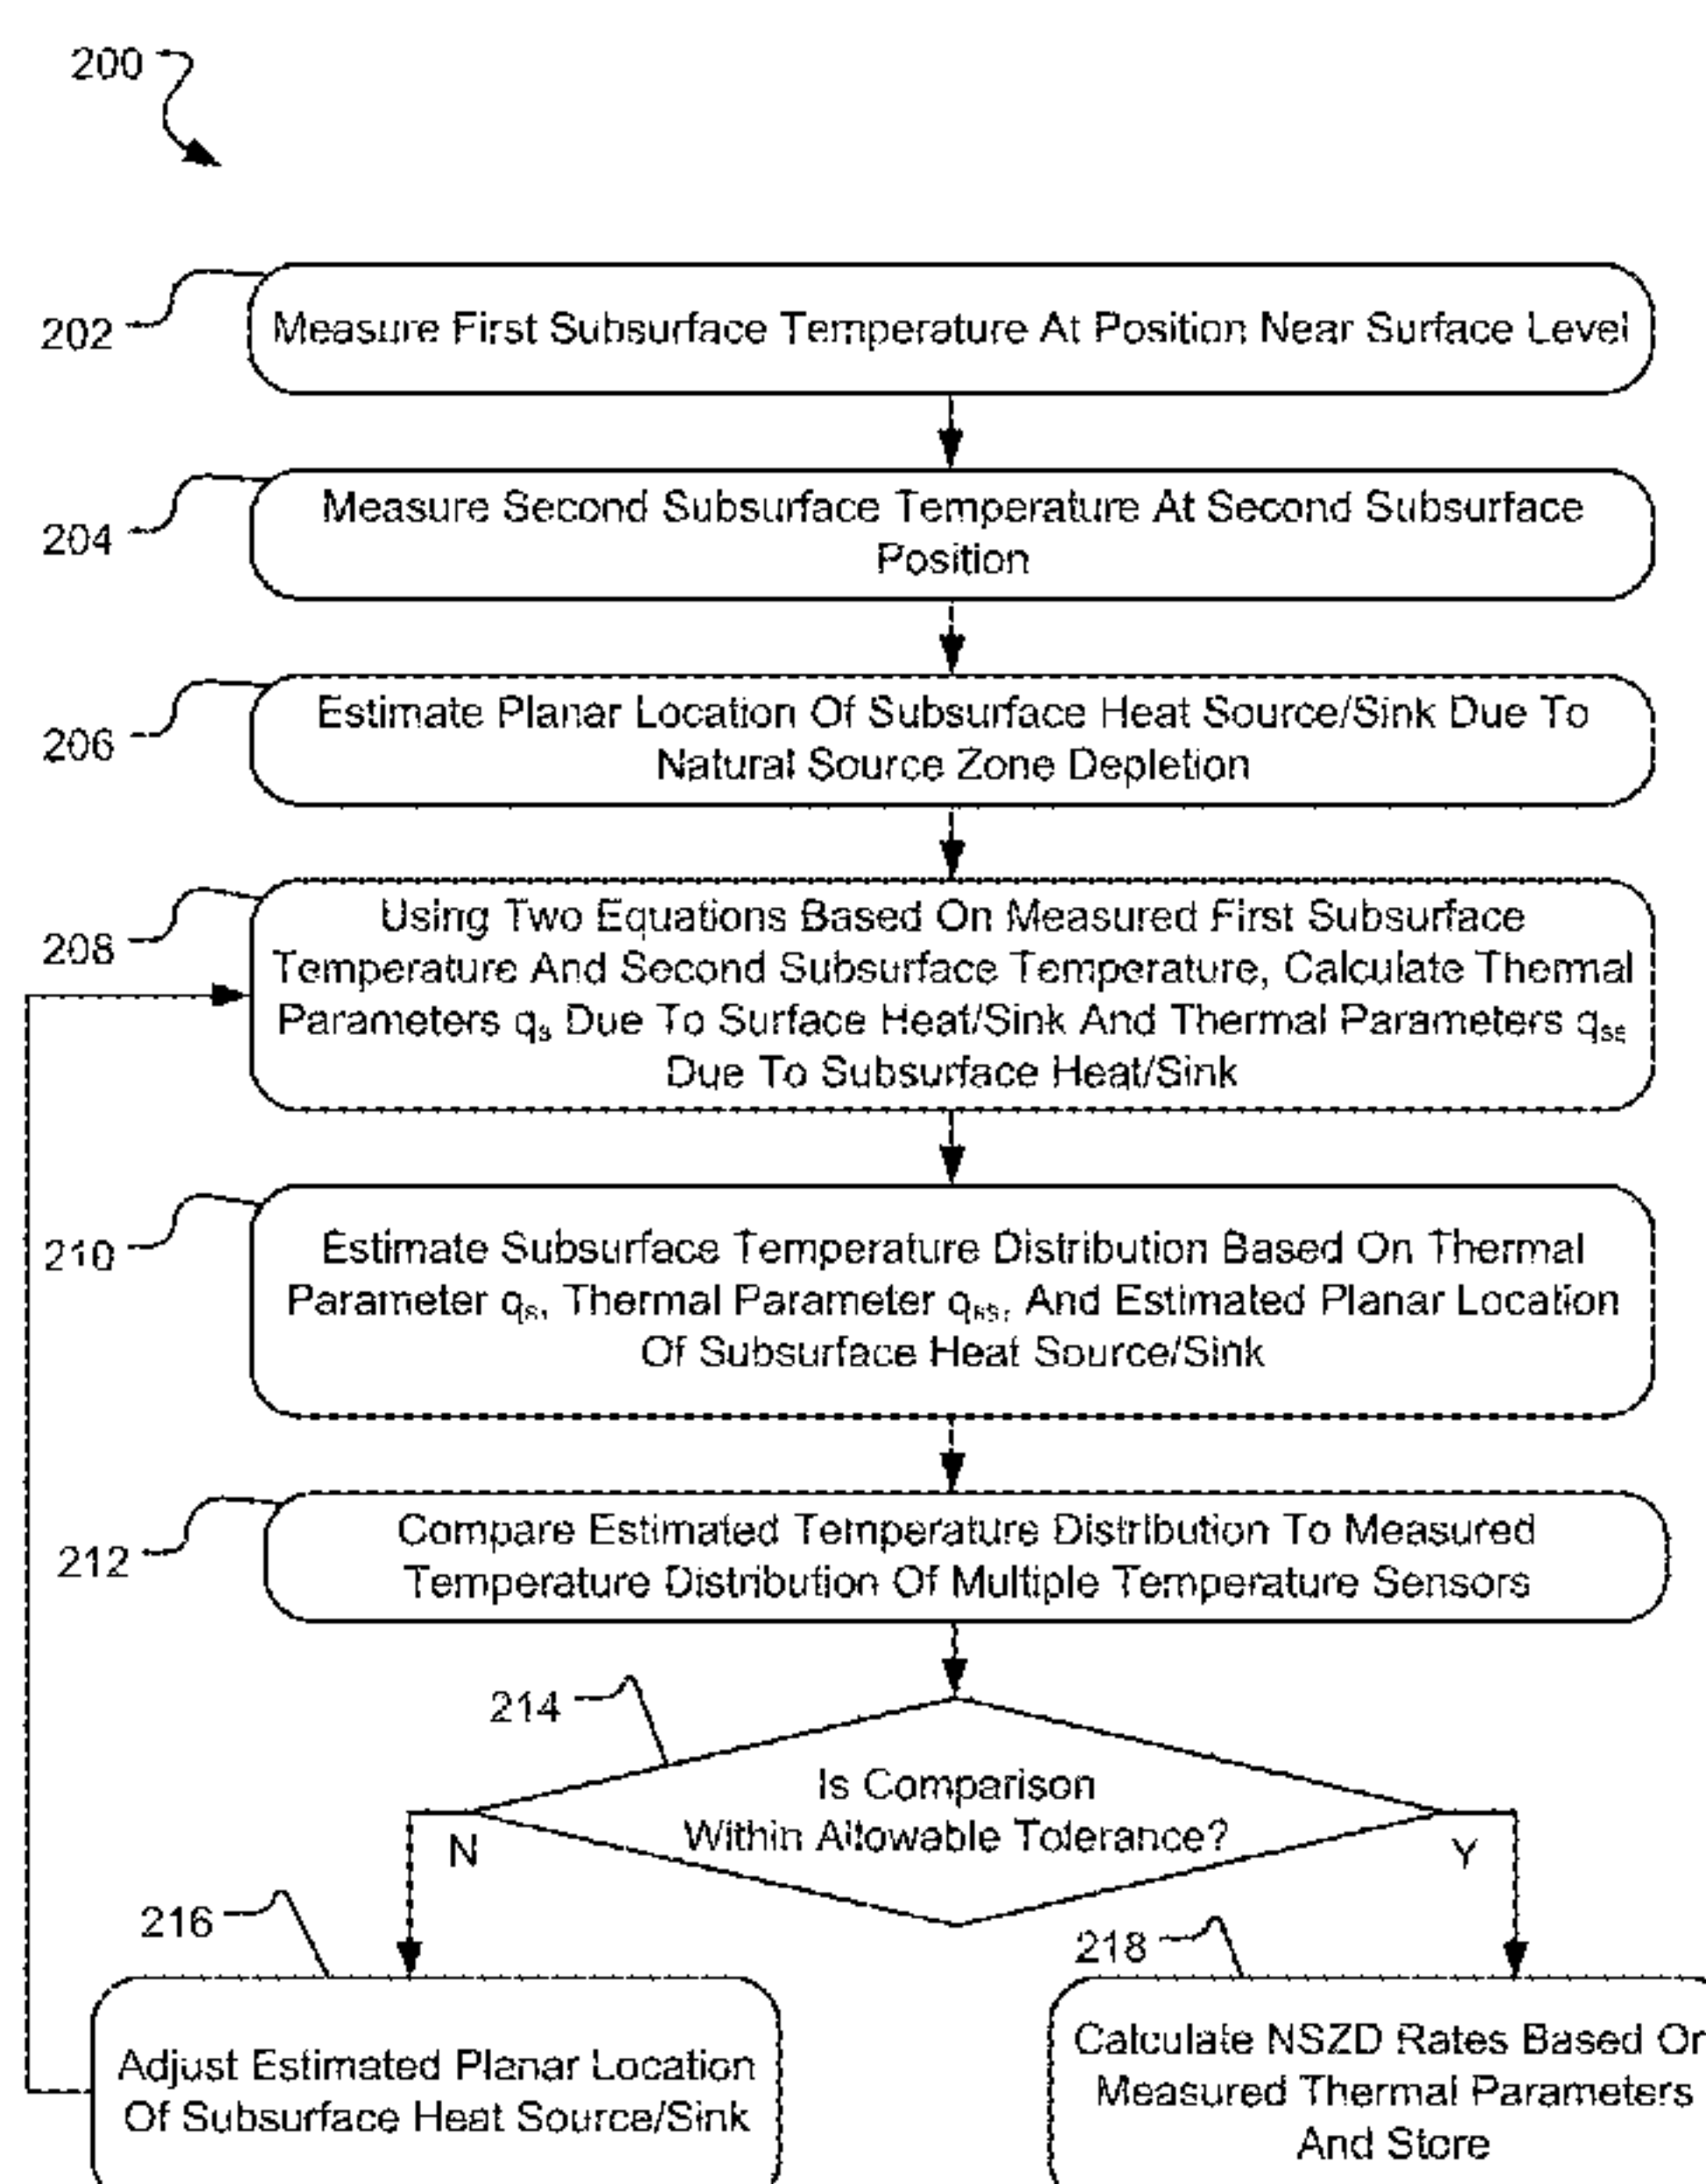 200
202
Measure First Subsurface Temperature At Position Near Surface Level
204
Measure Second Subsurface Temperature At Second Subsurface
Position
206
Estimate Planar Location Of Subsurface Heat Source/Sink Due To
Natural Source Zone Depletion
208
Using Two Equations Based On Measured First Subsurface
Temperature And Second Subsurface Temperature, Calculate Thermal
Parameters qs Due To Surface Heat/Sink And Thermal Parameters qss
Due To Subsurface Heat/Sink
210
Estimate Subsurface Temperature Distribution Based On Thermal
Parameter qs, Thermal Parameter qss, And Estimated Planar Location
Of Subsurface Heat Source/Sink
212
Compare Estimated Temperature Distribution To Measured
Temperature Distribution Of Multiple Temperature Sensors
214
Is Comparison
Within Allowable Tolerance?
N
Y
216
Adjust Estimated Planar Location
Of Subsurface Heat Source/Sink
218
Calculate NSZD Rates Based On
Measured Thermal Parameters
And Store